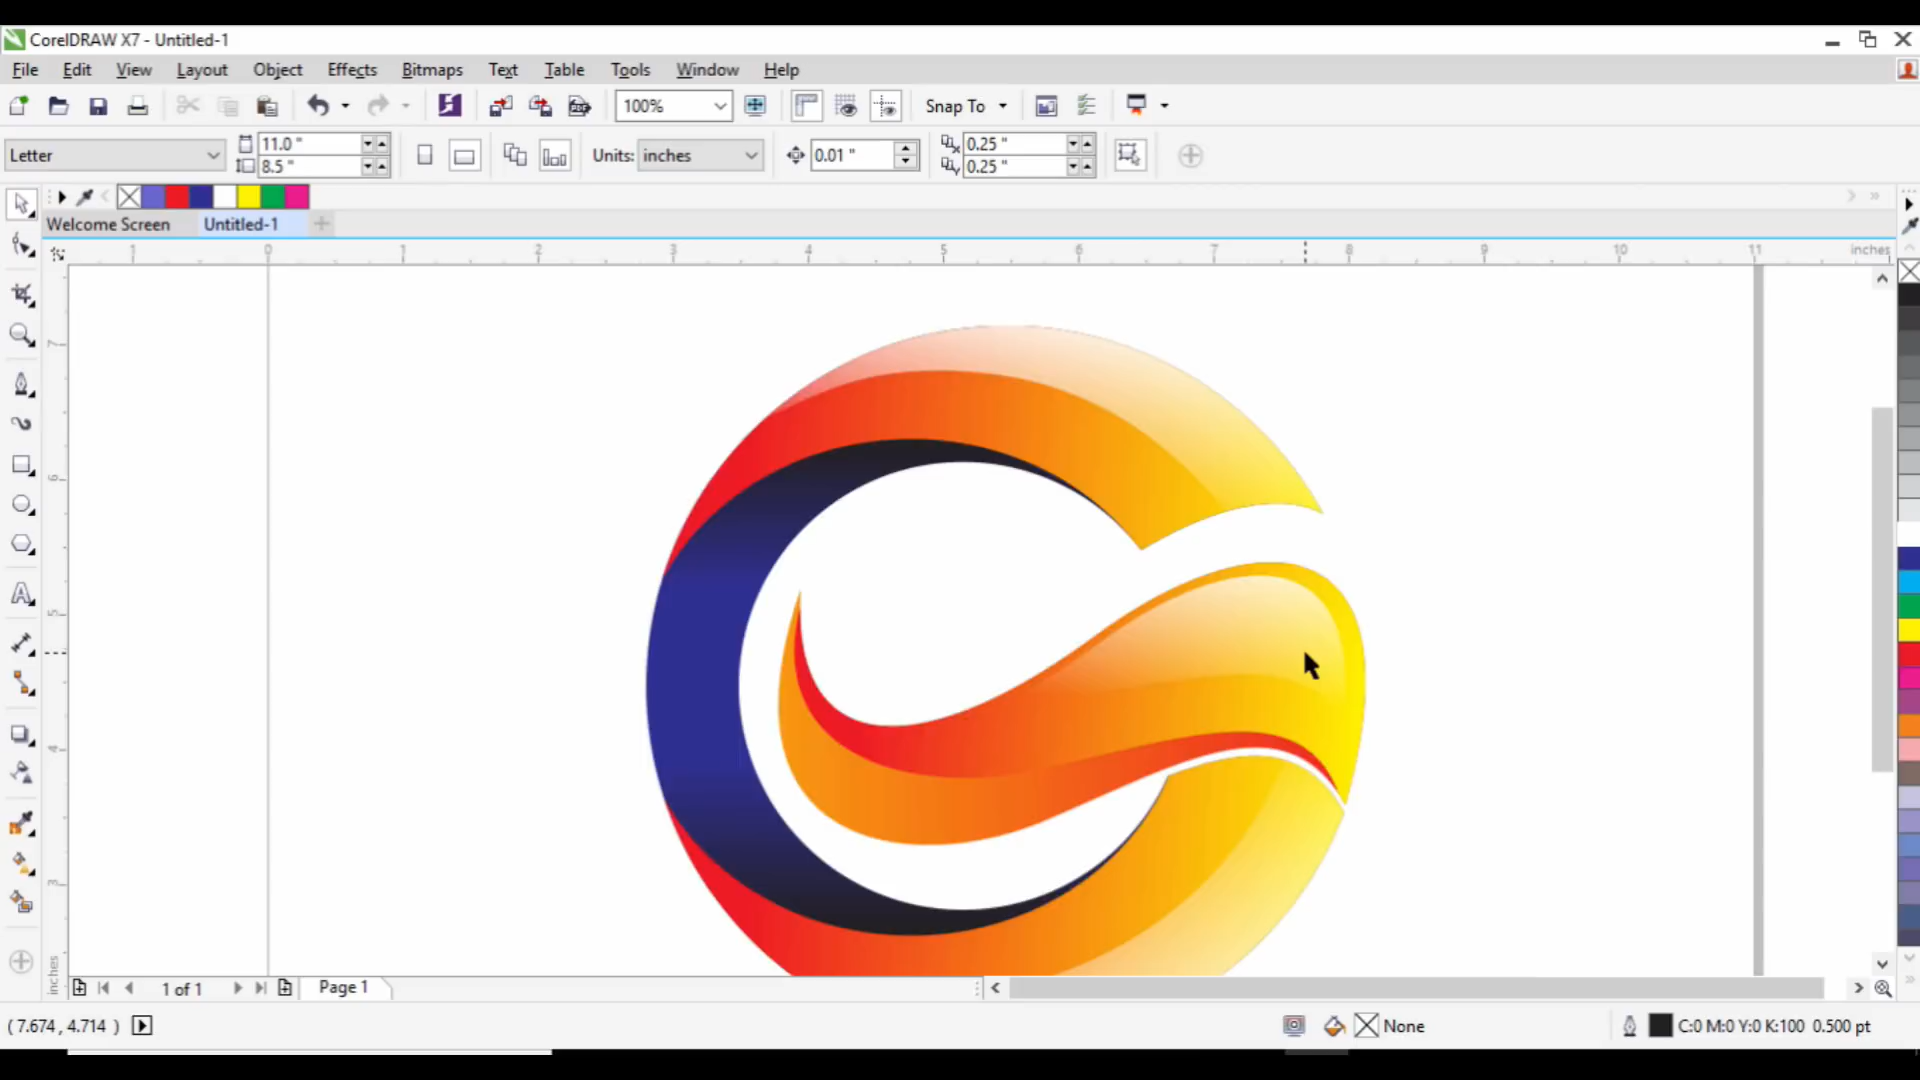 CorelDRAW X7 - Untitled-1
File Edit View Layout Object Effects Bitmaps Text Table Tools Window Help
PDF 100% Snap To
Letter 11.0 " 8.5 " Units: inches 0.01 " 0.25 " 0.25 "
Welcome Screen Untitled-1
1 0 1 2 3 4 5 6 7 8 9 10 11 inches
7
6
5
4
3
inches
1 of 1 Page 1
( 7.674 , 4.714 ) None C:0 M:0 Y:0 K:100 0.500 pt